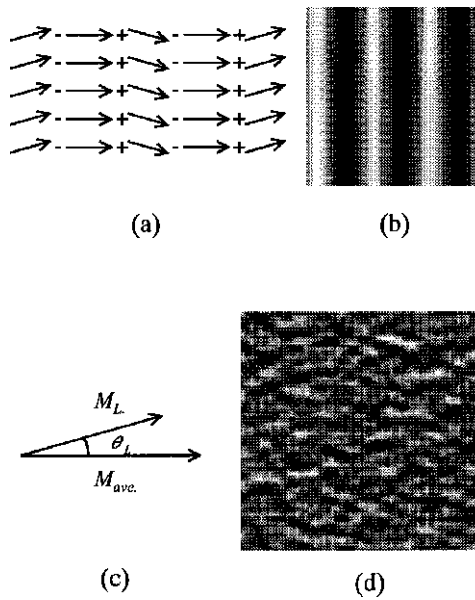 - + - +
- + - +
- + - +
- + - +
- + - +
(a) (b)
M_L.
θ_L
M_ave.
(c) (d)